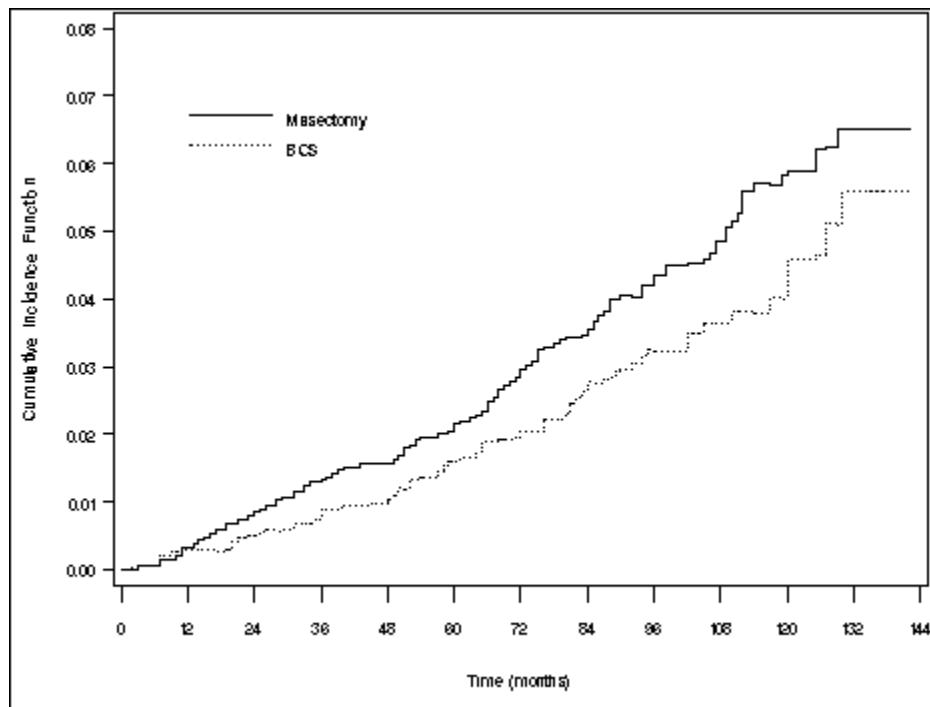 0.08
0.07
0.06
0.05
0.04
0.03
0.02
0.01
0.00
Cumulative Incidence Function
Masectomy
BCS
0 12 24 36 48 60 72 84 96 108 120 132 144
Time (months)